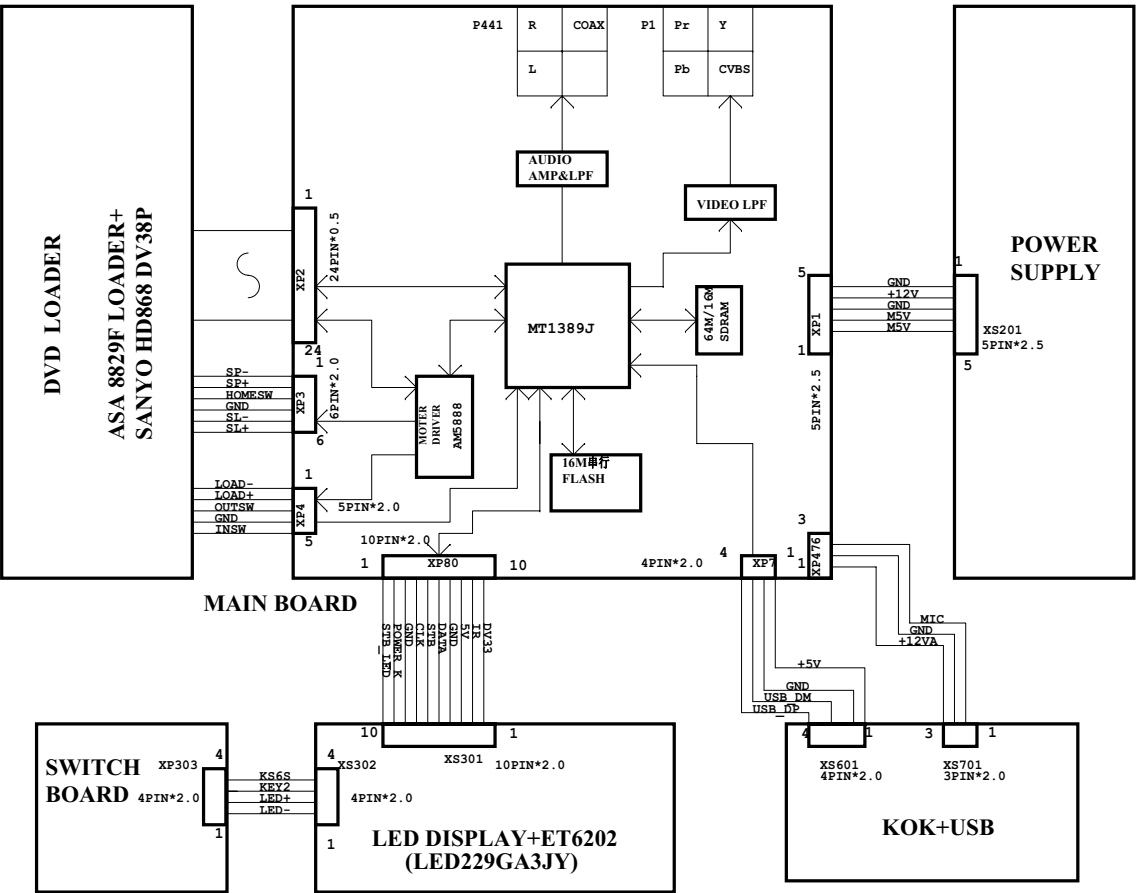 P441
R
COAX
L
P1
Pr
Y
Pb
CVBS
AUDIO
AMP&LPF
VIDEO LPF
DVD LOADER
ASA 8829F LOADER+
SANYO HD868 DV38P
1
XP2
24PIN*0.5
24
MT1389J
64M/16M
SDRAM
5
XP1
1
5PIN*2.5
GND
+12V
GND
M5V
M5V
1
XS201
5PIN*2.5
5
POWER
SUPPLY
SP-
SP+
HOMESW
GND
SL-
SL+
1
XP3
6PIN*2.0
6
MOTER
DRIVER
AM5888
16M串行
FLASH
LOAD-
LOAD+
OUTSW
GND
INSW
1
XP4
5
5PIN*2.0
10PIN*2.0
1
XP80
10
4PIN*2.0
4
XP7
1
3
XP476
1
MAIN BOARD
STB_LED
POWER_K
GND
CLK
STB
DATA
GND
5V
IR
DV33
MIC
GND
+12VA
+5V
GND
USB_DM
USB_DP
SWITCH
BOARD
XP303
4
4PIN*2.0
1
KS6S
KEY2
LED+
LED-
4
XS302
4PIN*2.0
1
10
XS301
1
10PIN*2.0
LED DISPLAY+ET6202
(LED229GA3JY)
4
1
XS601
4PIN*2.0
3
1
XS701
3PIN*2.0
KOK+USB